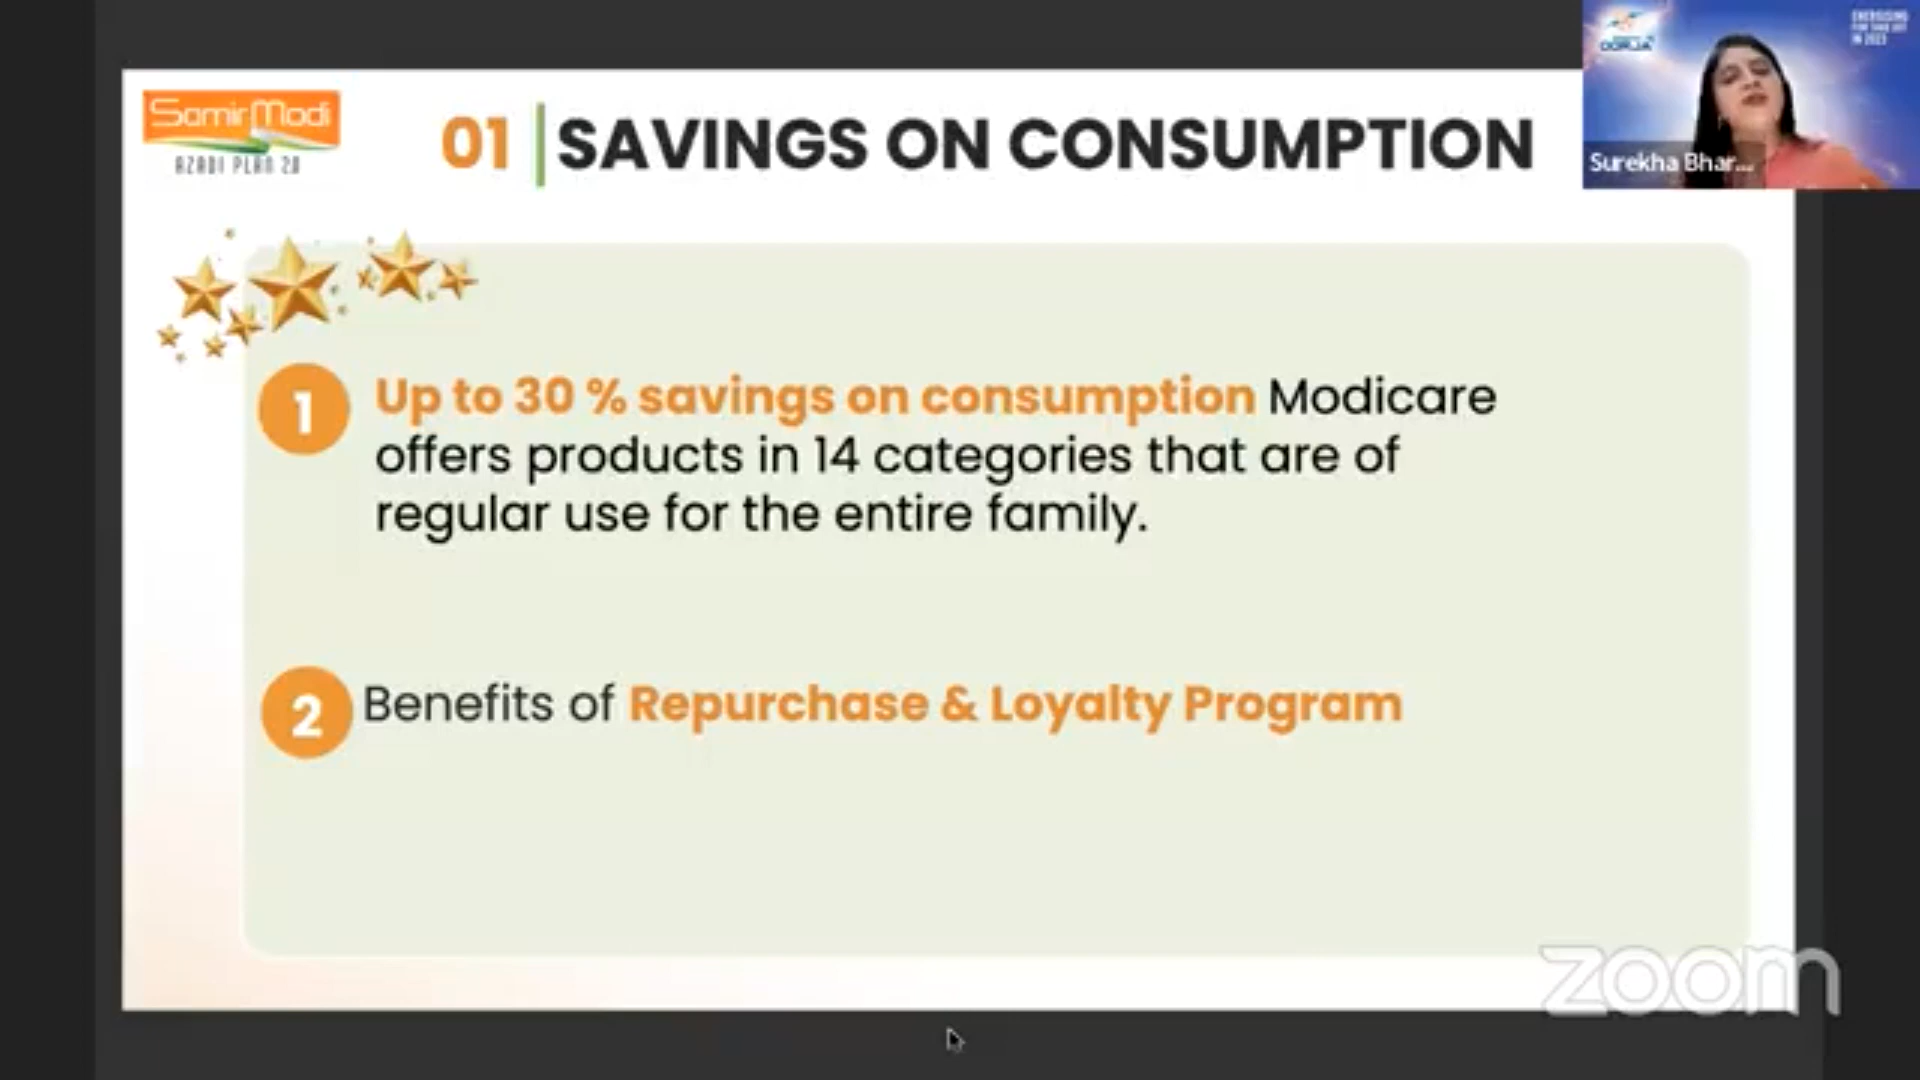 Samir Modi
AZADI PLAN 2.0
01 SAVINGS ON CONSUMPTION
Surekha Bhar...
1 Up to 30 % savings on consumption Modicare
offers products in 14 categories that are of
regular use for the entire family.
2 Benefits of Repurchase & Loyalty Program
zoom